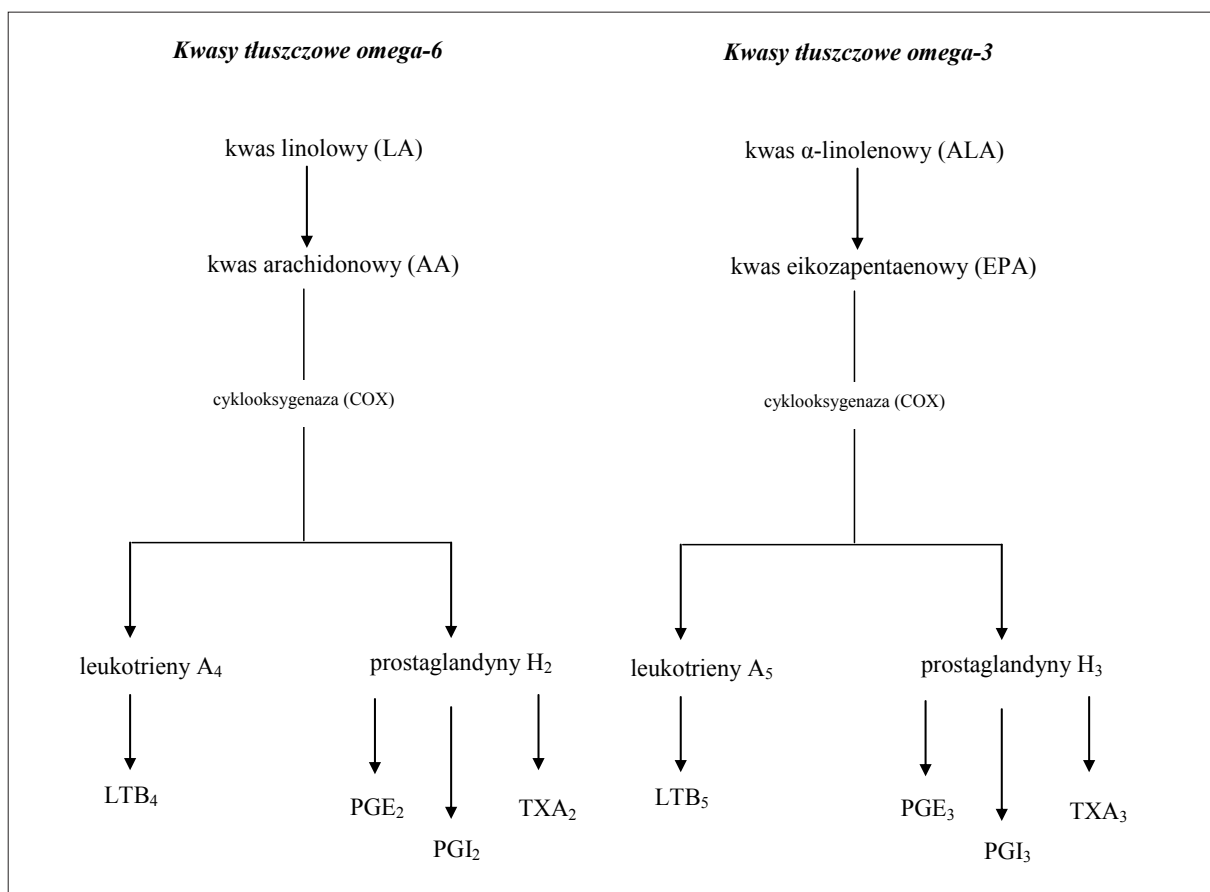 Kwasy tłuszczowe omega-6
Kwasy tłuszczowe omega-3
kwas linolowy (LA)
kwas α-linolenowy (ALA)
kwas arachidonowy (AA)
kwas eikozapentaenowy (EPA)
cyklooksygenaza (COX)
cyklooksygenaza (COX)
leukotrieny A₄
prostaglandyny H₂
leukotrieny A₅
prostaglandyny H₃
LTB₄
PGE₂
PGI₂
TXA₂
LTB₅
PGE₃
PGI₃
TXA₃